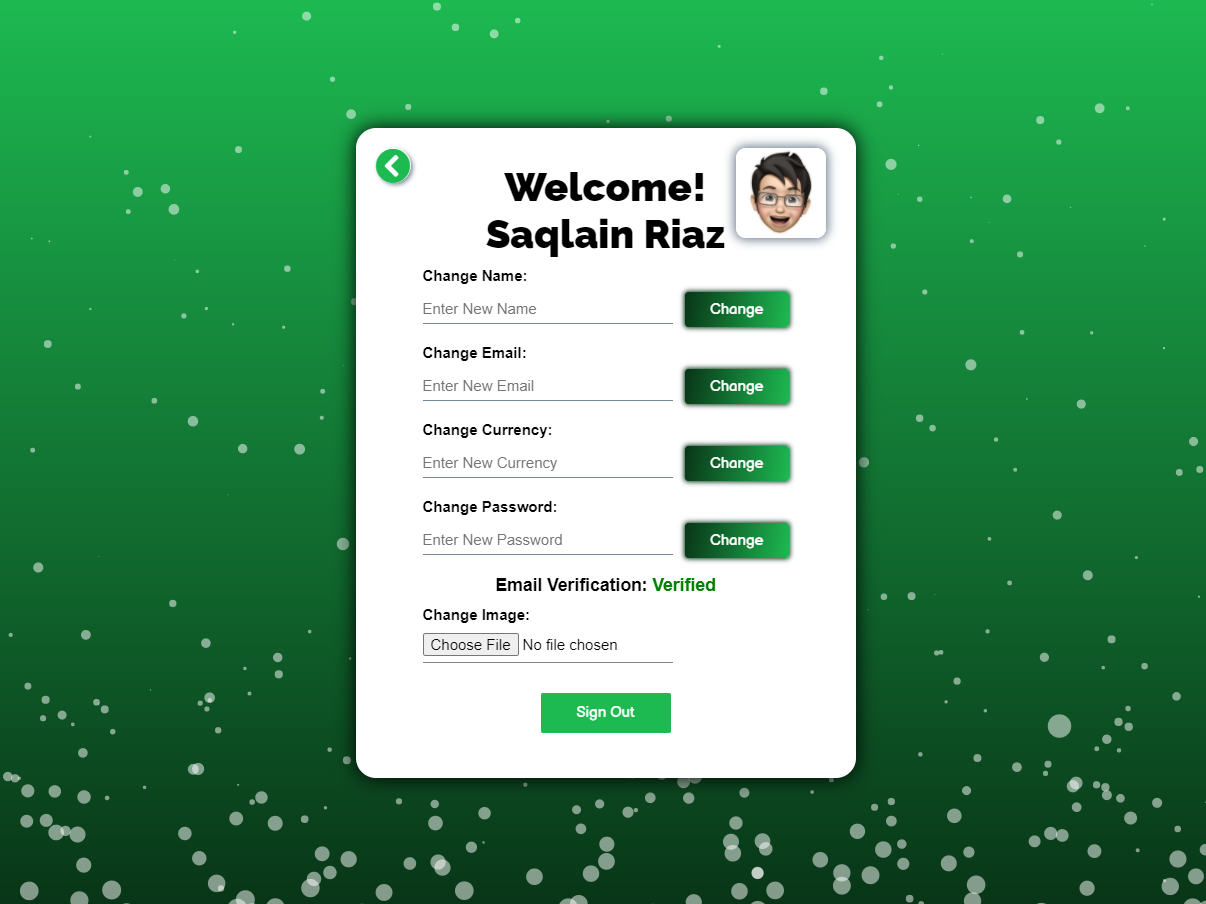 Welcome!
Saqlain Riaz
Change Name:
Enter New Name
Change
Change Email:
Enter New Email
Change
Change Currency:
Enter New Currency
Change
Change Password:
Enter New Password
Change
Email Verification: Verified
Change Image:
Choose File No file chosen
Sign Out